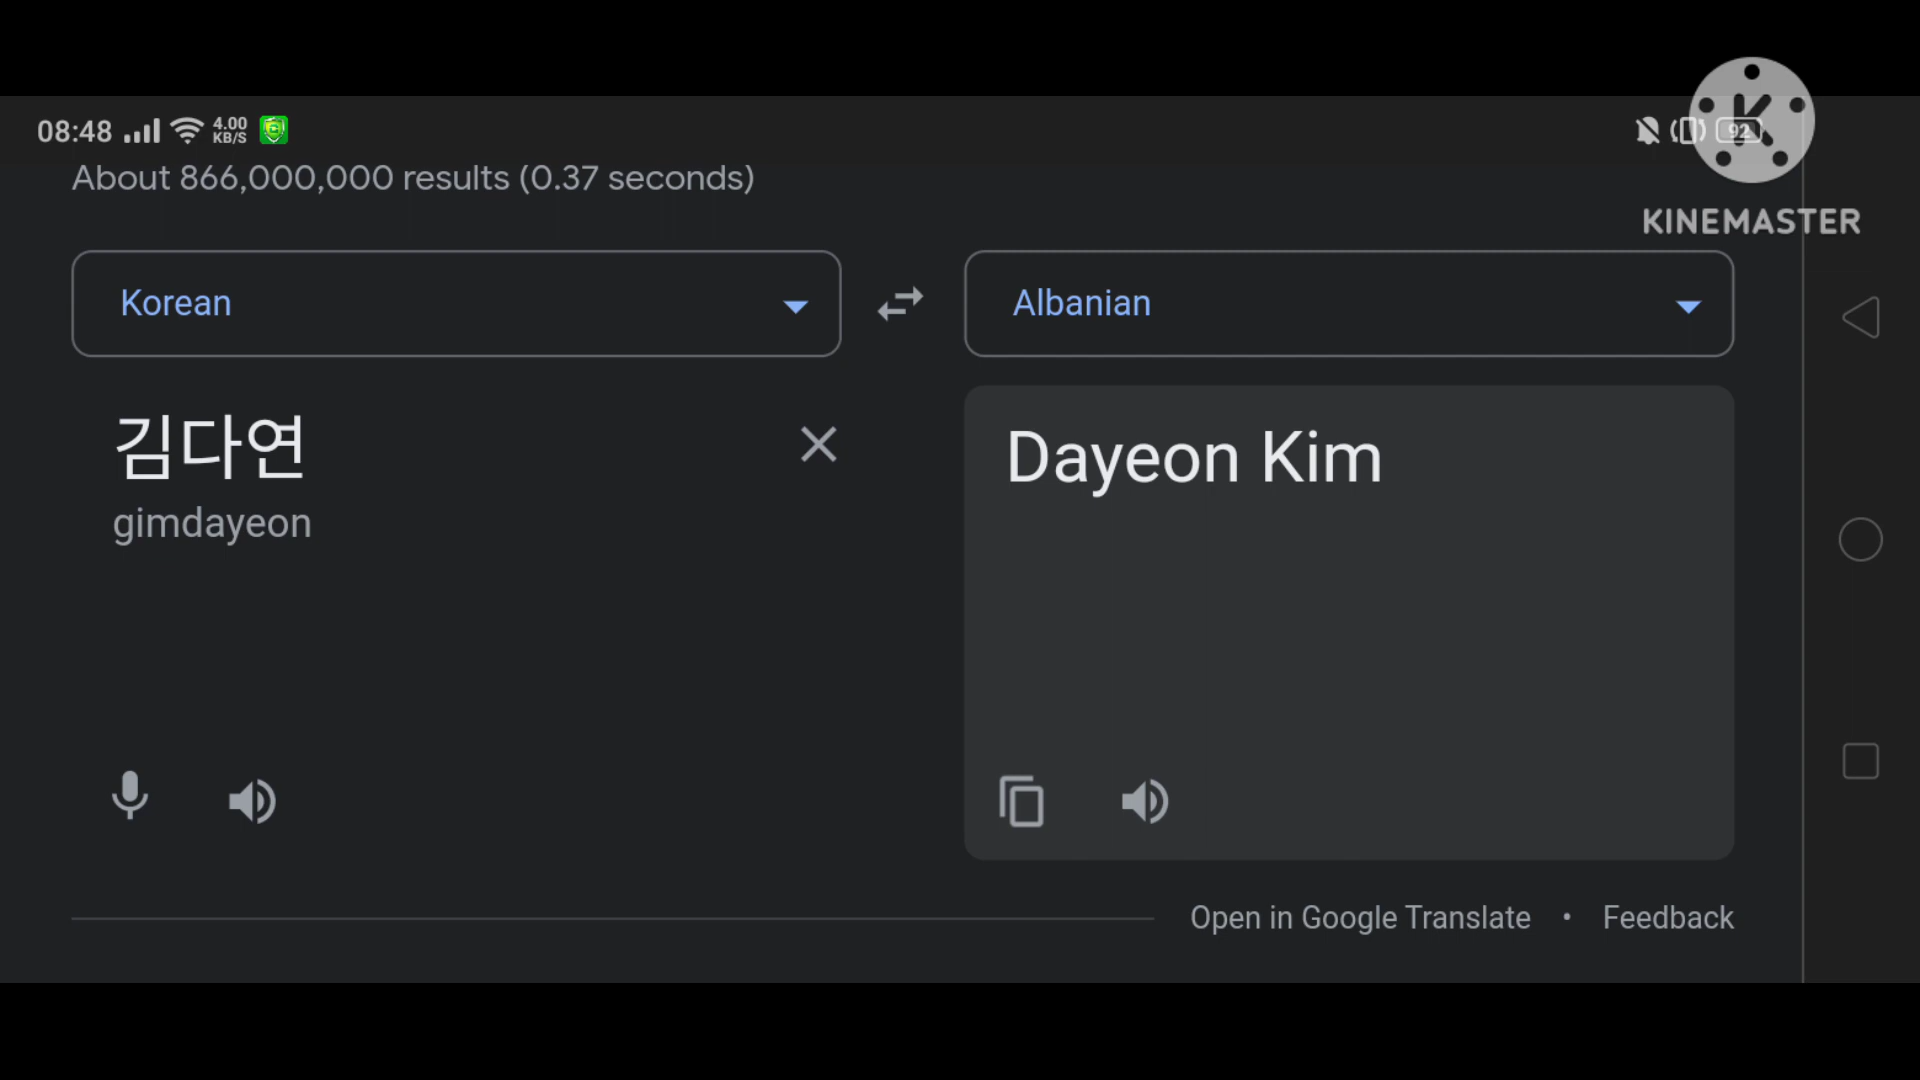 08:48 4.00 KB/S 92
KINEMASTER
About 866,000,000 results (0.37 seconds)
Korean Albanian
김다연 Dayeon Kim
gimdayeon
Open in Google Translate • Feedback